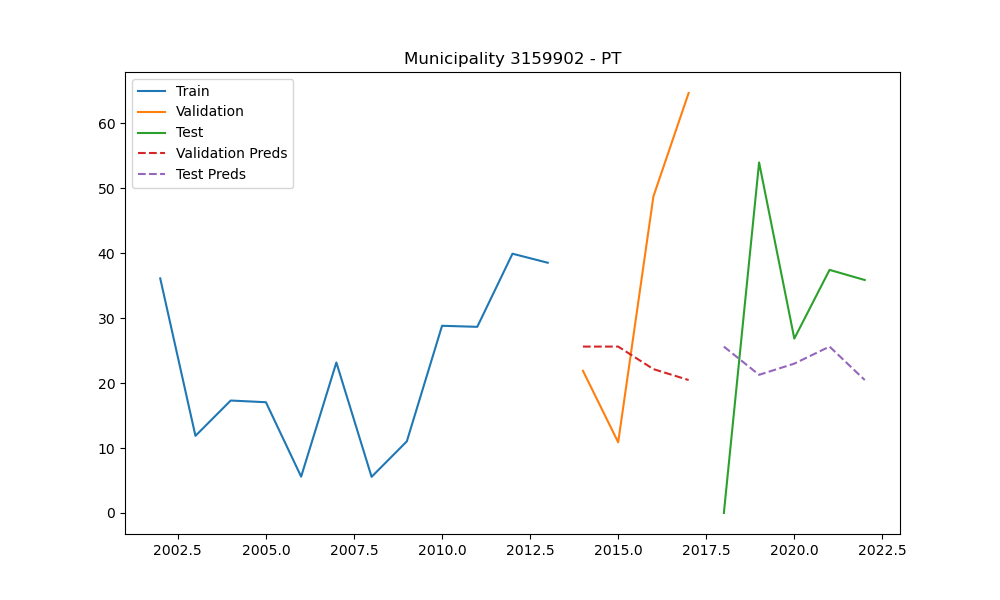 Municipality 3159902 - PT
Train
Validation
Test
Validation Preds
Test Preds
60
50
40
30
20
10
0
2002.5 2005.0 2007.5 2010.0 2012.5 2015.0 2017.5 2020.0 2022.5